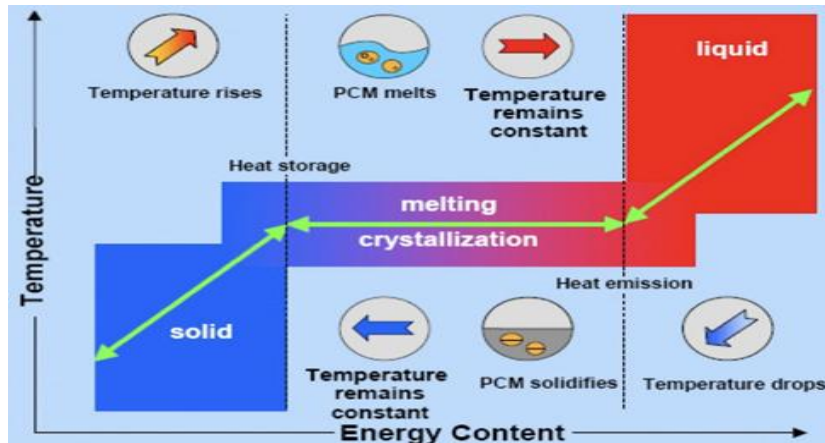 liquid
Temperature rises
PCM melts
Temperature
remains
constant
Heat storage
melting
crystallization
Temperature
Heat emission
solid
Temperature
remains
constant
PCM solidifies
Temperature drops
Energy Content